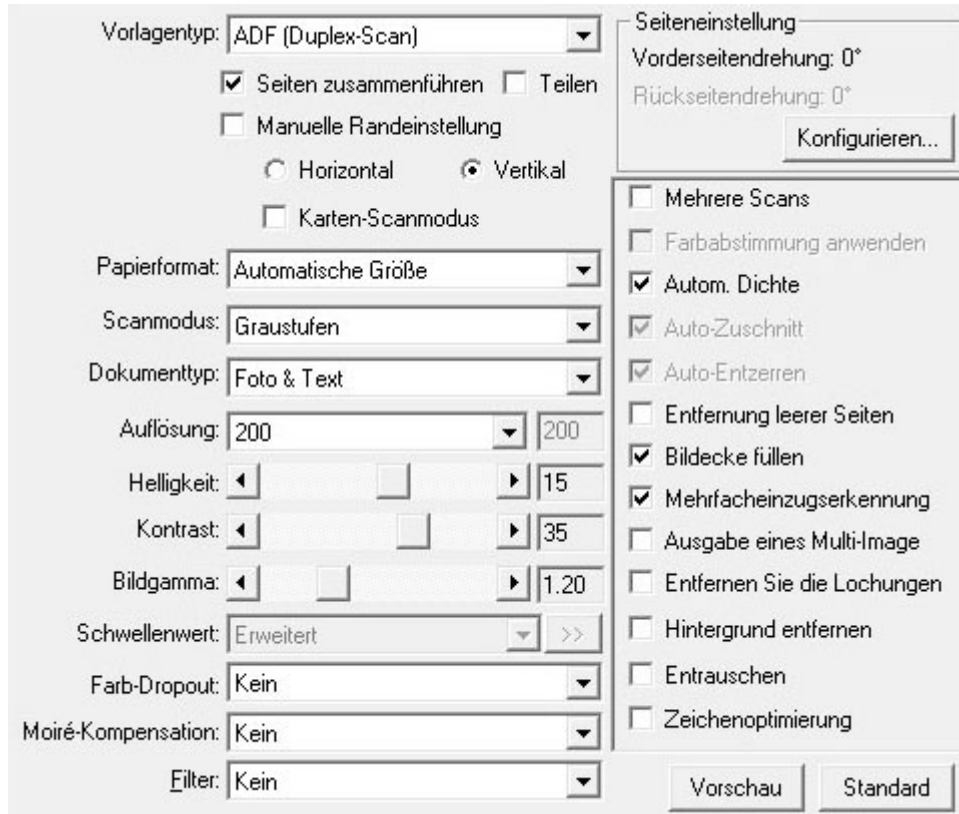 Vorlagentyp: ADF (Duplex-Scan)
Seiten zusammenführen Teilen
Manuelle Randeinstellung
Horizontal Vertikal
Karten-Scanmodus
Papierformat: Automatische Größe
Scanmodus: Graustufen
Dokumenttyp: Foto & Text
Auflösung: 200 200
Helligkeit: 15
Kontrast: 35
Bildgamma: 1.20
Schwellenwert: Erweitert >>
Farb-Dropout: Kein
Moiré-Kompensation: Kein
Filter: Kein
Seiteneinstellung
Vorderseitendrehung: 0°
Rückseitendrehung: 0°
Konfigurieren...
Mehrere Scans
Farbabstimmung anwenden
Autom. Dichte
Auto-Zuschnitt
Auto-Entzerren
Entfernung leerer Seiten
Bildecke füllen
Mehrfacheinzugserkennung
Ausgabe eines Multi-Image
Entfernen Sie die Lochungen
Hintergrund entfernen
Entrauschen
Zeichenoptimierung
Vorschau Standard